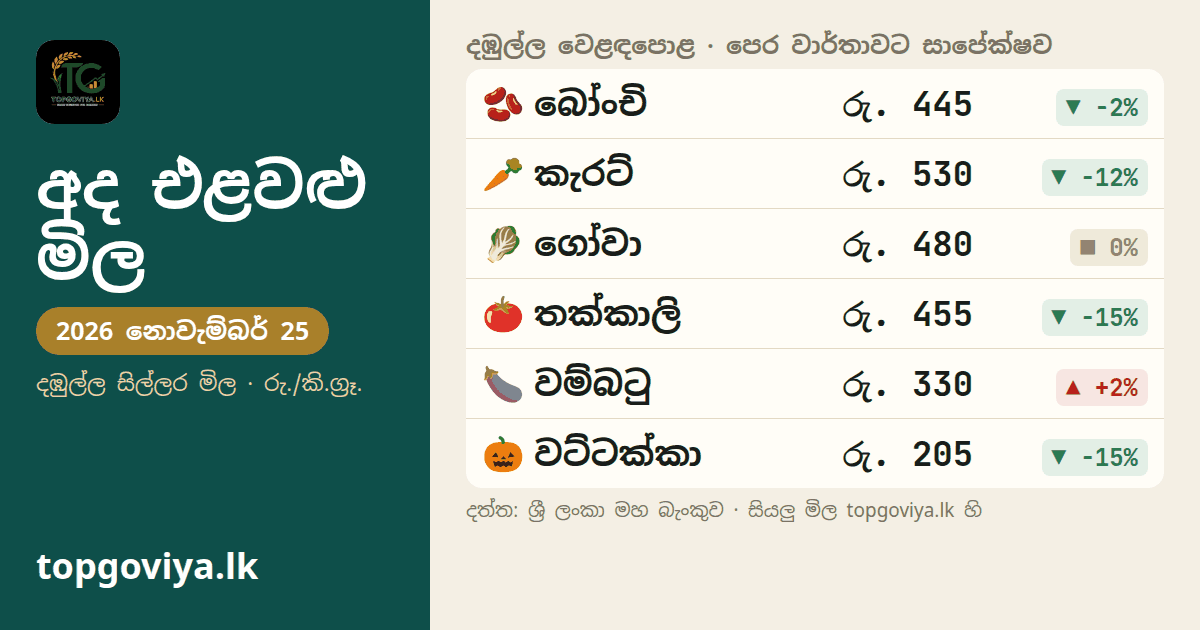 TG
TOPGOVIYA.LK
අද එළවළු
මිල
2026 නොවැම්බර් 25
දඹුල්ල සිල්ලර මිල · රු./කි.ග්‍රෑ.
topgoviya.lk
දඹුල්ල වෙළඳපොළ · පෙර වාර්තාවට සාපේක්ෂව
බෝංචි රු. 445 ▼ -2%
කැරට් රු. 530 ▼ -12%
ගෝවා රු. 480 ■ 0%
තක්කාලි රු. 455 ▼ -15%
වම්බටු රු. 330 ▲ +2%
වට්ටක්කා රු. 205 ▼ -15%
දත්ත: ශ්‍රී ලංකා මහ බැංකුව · සියලු මිල topgoviya.lk හි